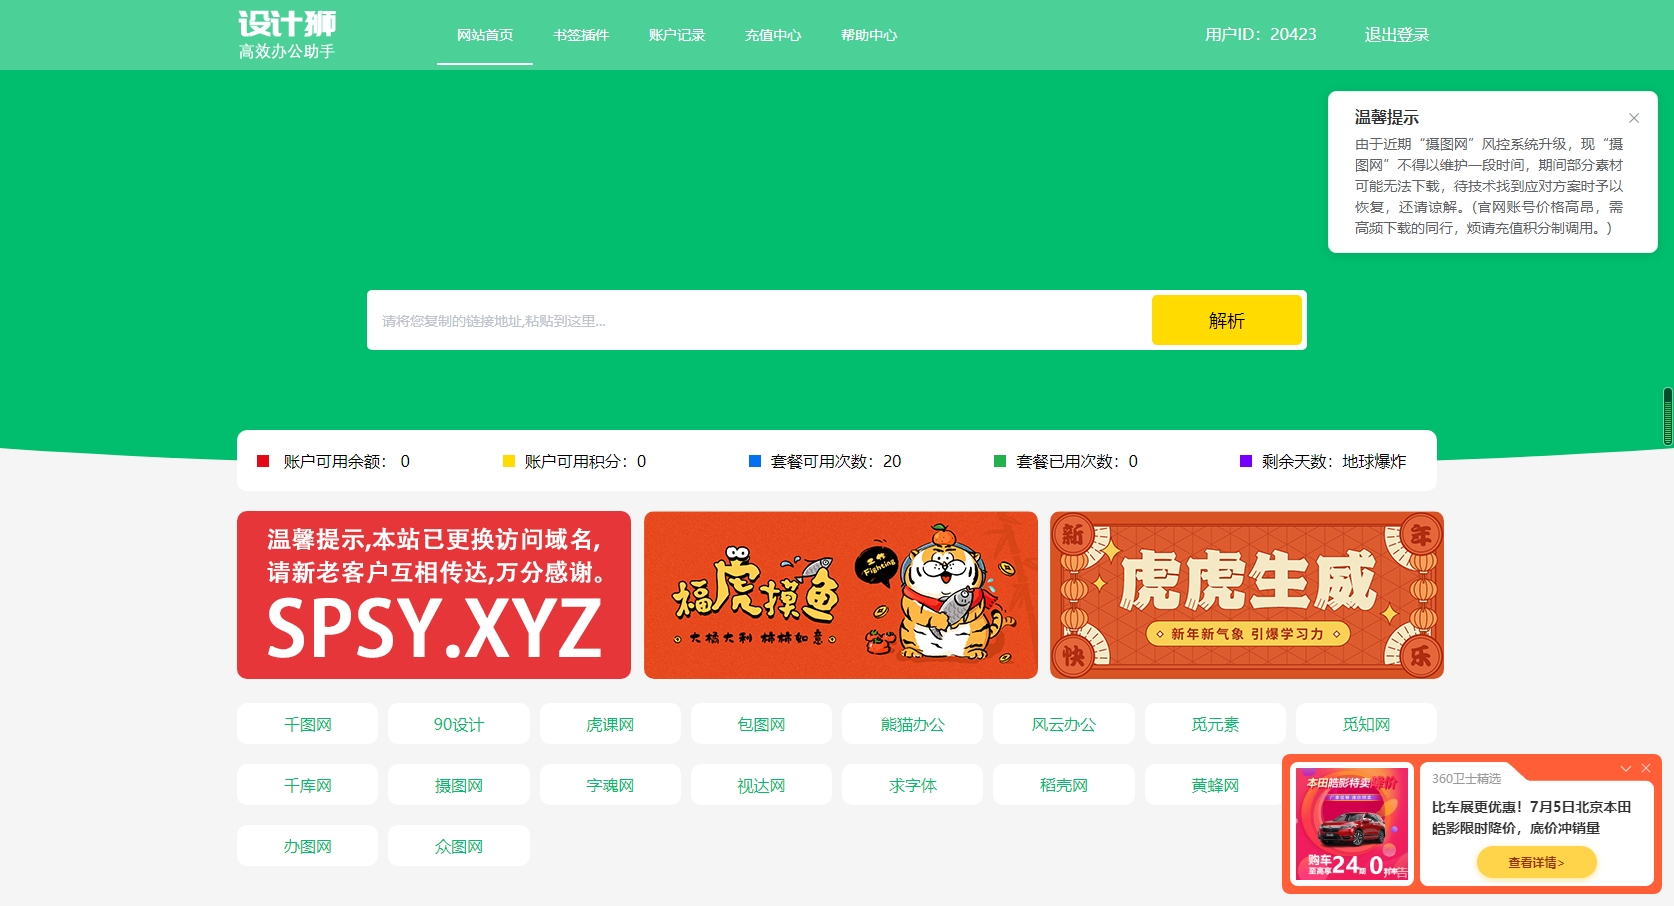 设计狮
高效办公助手
网站首页
书签插件
账户记录
充值中心
帮助中心
用户ID：20423
退出登录
温馨提示
由于近期“摄图网”风控系统升级，现“摄
图网”不得以维护一段时间，期间部分素材
可能无法下载，待技术找到应对方案时予以
恢复，还请谅解。(官网账号价格高昂，需
高频下载的同行，烦请充值积分制调用。)
请将您复制的链接地址,粘贴到这里...
解析
账户可用余额： 0
账户可用积分：0
套餐可用次数：20
套餐已用次数：0
剩余天数：地球爆炸
温馨提示,本站已更换访问域名,
请新老客户互相传达,万分感谢。
SPSY.XYZ
福虎摸鱼
大橘大利 柿柿如意
工作
Fighting
新
年
虎虎生威
新年新气象 引爆学习力
快
乐
千图网
90设计
虎课网
包图网
熊猫办公
风云办公
觅元素
觅知网
千库网
摄图网
字魂网
视达网
求字体
稻壳网
黄蜂网
办图网
众图网
本田皓影特卖降价
购车24期0利率
至高享
广告
360卫士精选
比车展更优惠！7月5日北京本田
皓影限时降价，底价冲销量
查看详情>